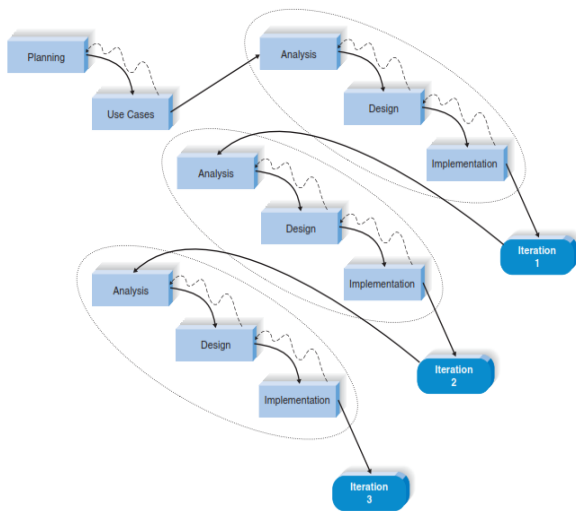 Planning
Use Cases
Analysis
Design
Implementation
Iteration
1
Analysis
Design
Implementation
Iteration
2
Analysis
Design
Implementation
Iteration
3